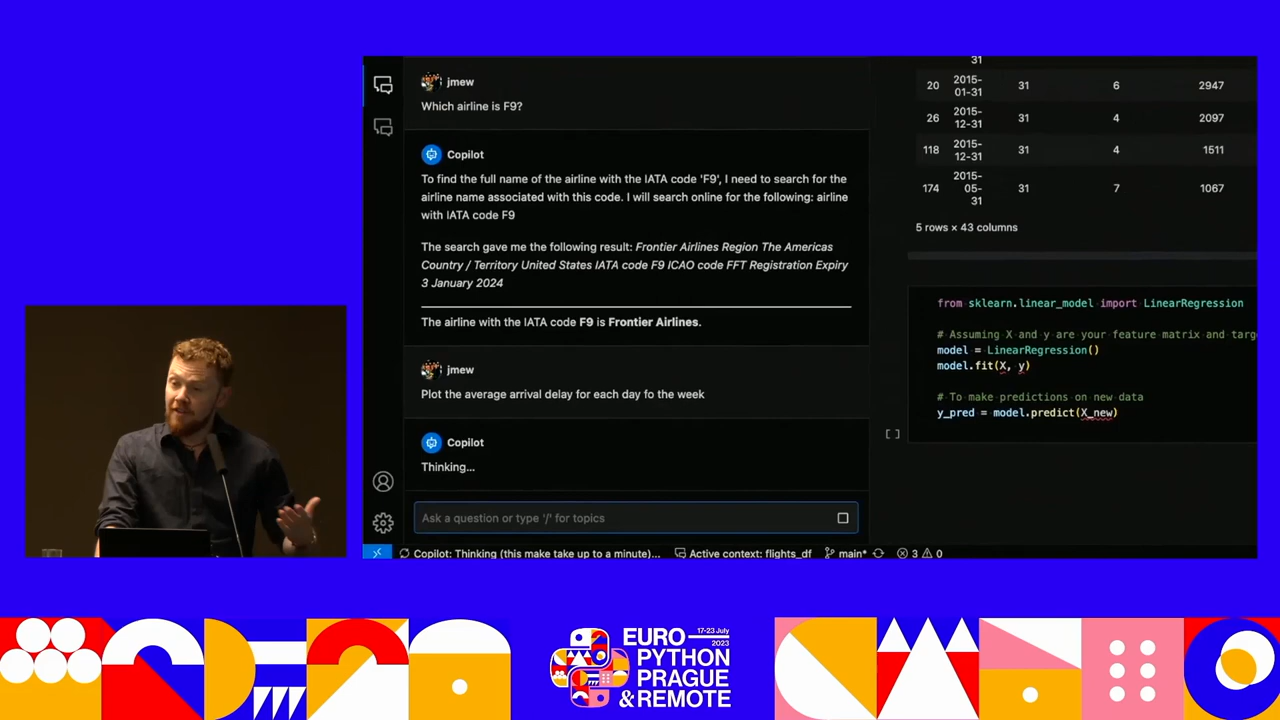 jmew
Which airline is F9?
Copilot
To find the full name of the airline with the IATA code 'F9', I need to search for the
airline name associated with this code. I will search online for the following: airline
with IATA code F9
The search gave me the following result: Frontier Airlines Region The Americas
Country / Territory United States IATA code F9 ICAO code FFT Registration Expiry
3 January 2024
The airline with the IATA code F9 is Frontier Airlines.
jmew
Plot the average arrival delay for each day fo the week
Copilot
Thinking...
Ask a question or type '/' for topics
31
20 2015-01-31 31 6 2947
26 2015-12-31 31 4 2097
118 2015-12-31 31 4 1511
174 2015-05-31 31 7 1067
5 rows × 43 columns
from sklearn.linear_model import LinearRegression
# Assuming X and y are your feature matrix and targ
model = LinearRegression()
model.fit(X, y)
# To make predictions on new data
y_pred = model.predict(X_new)
[ ]
Copilot: Thinking (this make take up to a minute)... Active context: flights_df main* 3 0
EURO 17-23 July 2023
PYTHON
PRAGUE
& REMOTE